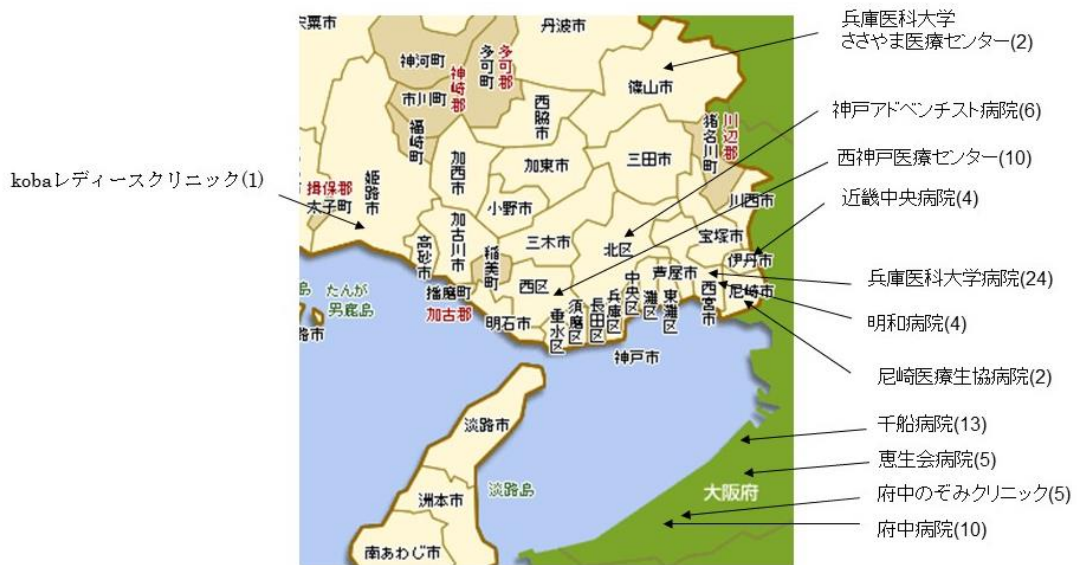 兵庫医科大学
ささやま医療センター(2)
神戸アドベンチスト病院(6)
西神戸医療センター(10)
近畿中央病院(4)
兵庫医科大学病院(24)
明和病院(4)
尼崎医療生協病院(2)
千船病院(13)
恵生会病院(5)
府中のぞみクリニック(5)
府中病院(10)
kobaレディースクリニック(1)
宍粟市
丹波市
神河町
多可町
多可郡
神崎郡
市川町
福崎町
西脇市
篠山市
猪名川町
川辺郡
加西市
加東市
三田市
姫路市
揖保郡
太子町
小野市
川西市
加古川市
高砂市
稲美町
三木市
北区
宝塚市
伊丹市
播磨町
加古郡
西区
明石市
垂水区
須磨区
長田区
兵庫区
中央区
灘区
東灘区
芦屋市
西宮市
尼崎市
神戸市
島
たんが
男鹿島
路市
淡路市
洲本市
淡路島
南あわじ市
大阪府